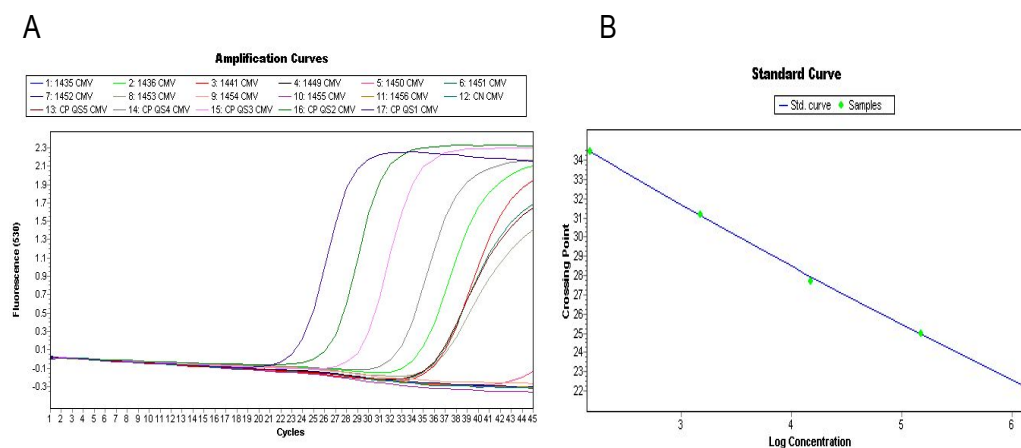 A
B
Amplification Curves
1: 1435 CMV 2: 1436 CMV 3: 1441 CMV 4: 1449 CMV 5: 1450 CMV 6: 1451 CMV
7: 1452 CMV 8: 1453 CMV 9: 1454 CMV 10: 1455 CMV 11: 1456 CMV 12: CN CMV
13: CP QS5 CMV 14: CP QS4 CMV 15: CP QS3 CMV 16: CP QS2 CMV 17: CP QS1 CMV
Fluorescence (530)
2.3
2.1
1.9
1.7
1.5
1.3
1.1
0.9
0.7
0.5
0.3
0.1
-0.1
-0.3
1 2 3 4 5 6 7 8 9 10 11 12 13 14 15 16 17 18 19 20 21 22 23 24 25 26 27 28 29 30 31 32 33 34 35 36 37 38 39 40 41 42 43 44 45
Cycles
Standard Curve
Std. curve Samples
Crossing Point
34
33
32
31
30
29
28
27
26
25
24
23
22
3 4 5 6
Log Concentration